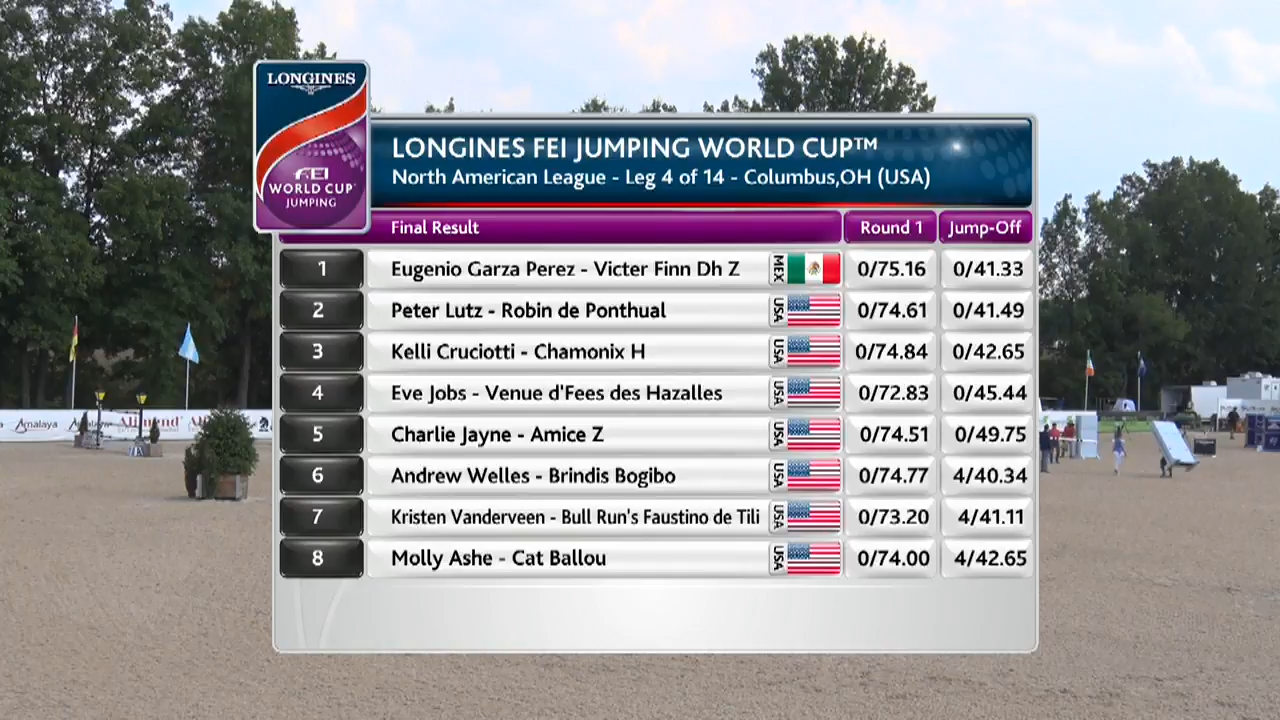 LONGINES
FEI
WORLD CUP
JUMPING
LONGINES FEI JUMPING WORLD CUP™
North American League - Leg 4 of 14 - Columbus,OH (USA)
Final Result Round 1 Jump-Off
1 Eugenio Garza Perez - Victer Finn Dh Z MEX 0/75.16 0/41.33
2 Peter Lutz - Robin de Ponthual USA 0/74.61 0/41.49
3 Kelli Cruciotti - Chamonix H USA 0/74.84 0/42.65
4 Eve Jobs - Venue d'Fees des Hazalles USA 0/72.83 0/45.44
5 Charlie Jayne - Amice Z USA 0/74.51 0/49.75
6 Andrew Welles - Brindis Bogibo USA 0/74.77 4/40.34
7 Kristen Vanderveen - Bull Run's Faustino de Tili USA 0/73.20 4/41.11
8 Molly Ashe - Cat Ballou USA 0/74.00 4/42.65
Amalaya